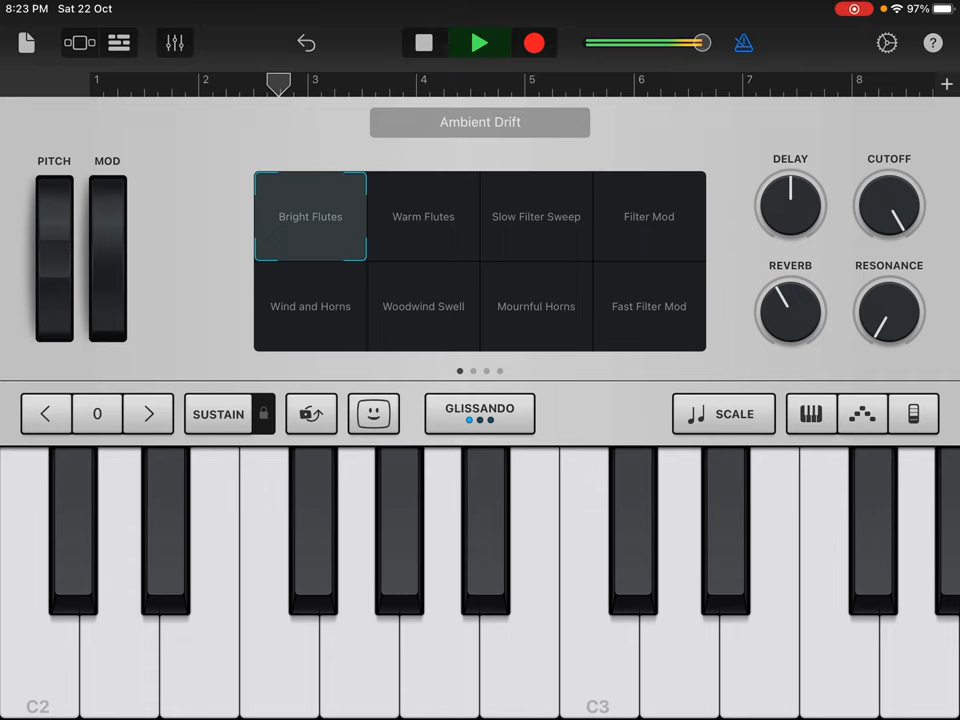 8:23 PM Sat 22 Oct 97%
1 2 3 4 5 6 7 8 +
Ambient Drift
PITCH MOD DELAY CUTOFF
Bright Flutes Warm Flutes Slow Filter Sweep Filter Mod
REVERB RESONANCE
Wind and Horns Woodwind Swell Mournful Horns Fast Filter Mod
0 SUSTAIN GLISSANDO SCALE
C2 C3